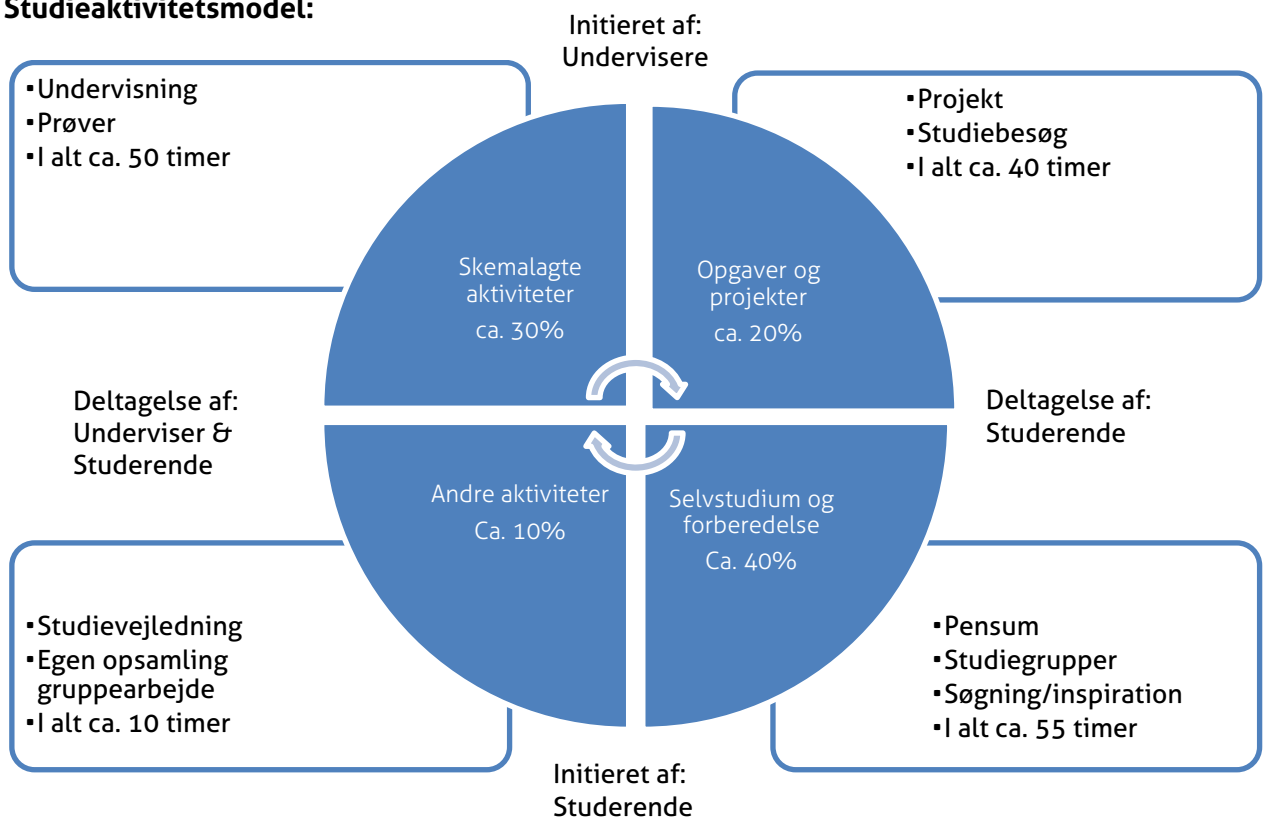 Studieaktivitetsmodel:
Initieret af:
Undervisere
▪Undervisning
▪Prøver
▪I alt ca. 50 timer
▪Projekt
▪Studiebesøg
▪I alt ca. 40 timer
Skemalagte
aktiviteter
ca. 30%
Opgaver og
projekter
ca. 20%
Deltagelse af:
Underviser &
Studerende
Deltagelse af:
Studerende
Andre aktiviteter
Ca. 10%
Selvstudium og
forberedelse
Ca. 40%
▪Studievejledning
▪Egen opsamling
gruppearbejde
▪I alt ca. 10 timer
▪Pensum
▪Studiegrupper
▪Søgning/inspiration
▪I alt ca. 55 timer
Initieret af:
Studerende